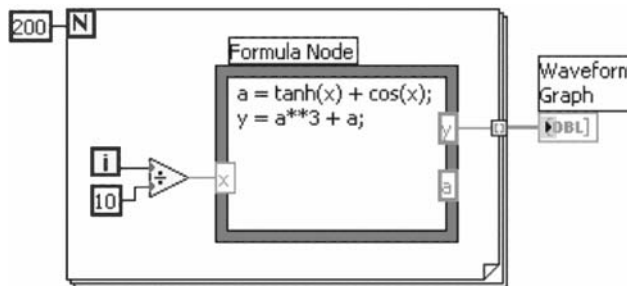 200
N
Formula Node
a = tanh(x) + cos(x);
y = a**3 + a;
Waveform
Graph
DBL]
y
i
÷
x
10
a